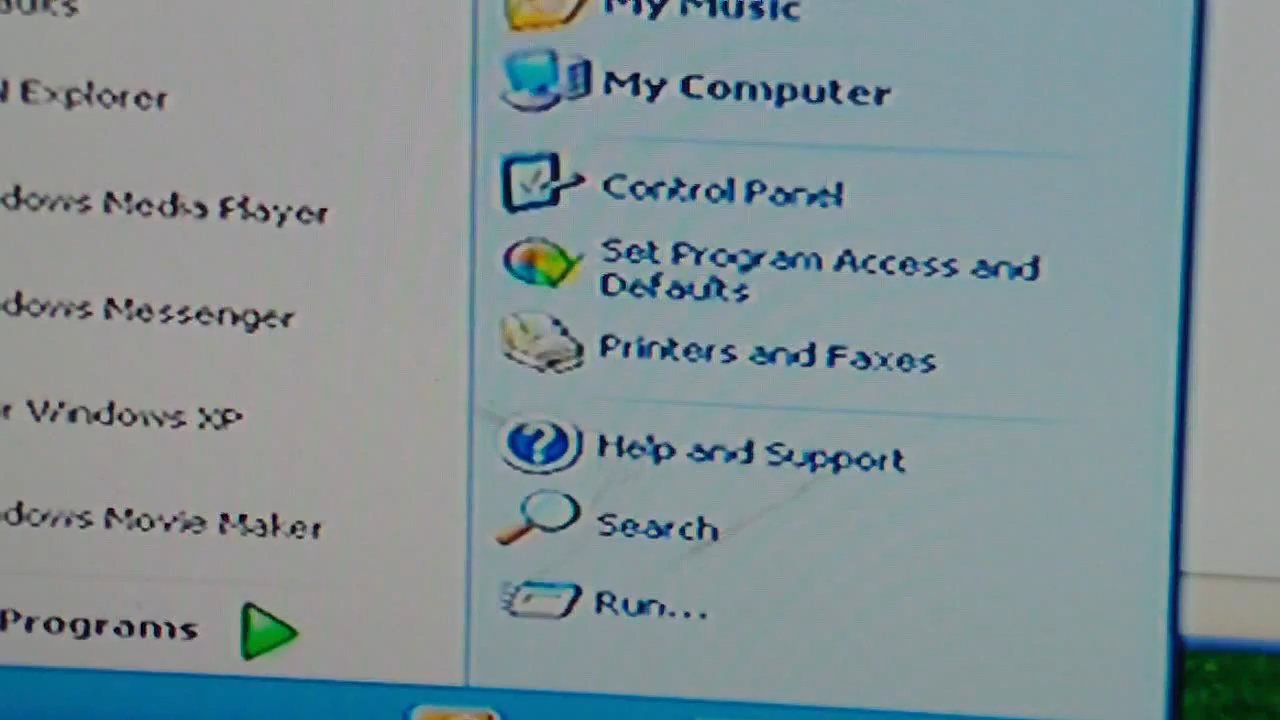 My Music
Explorer
My Computer
dows Media Player
Control Panel
Set Program Access and
Defaults
dows Messenger
Printers and Faxes
r Windows XP
Help and Support
dows Movie Maker
Search
Programs
Run...